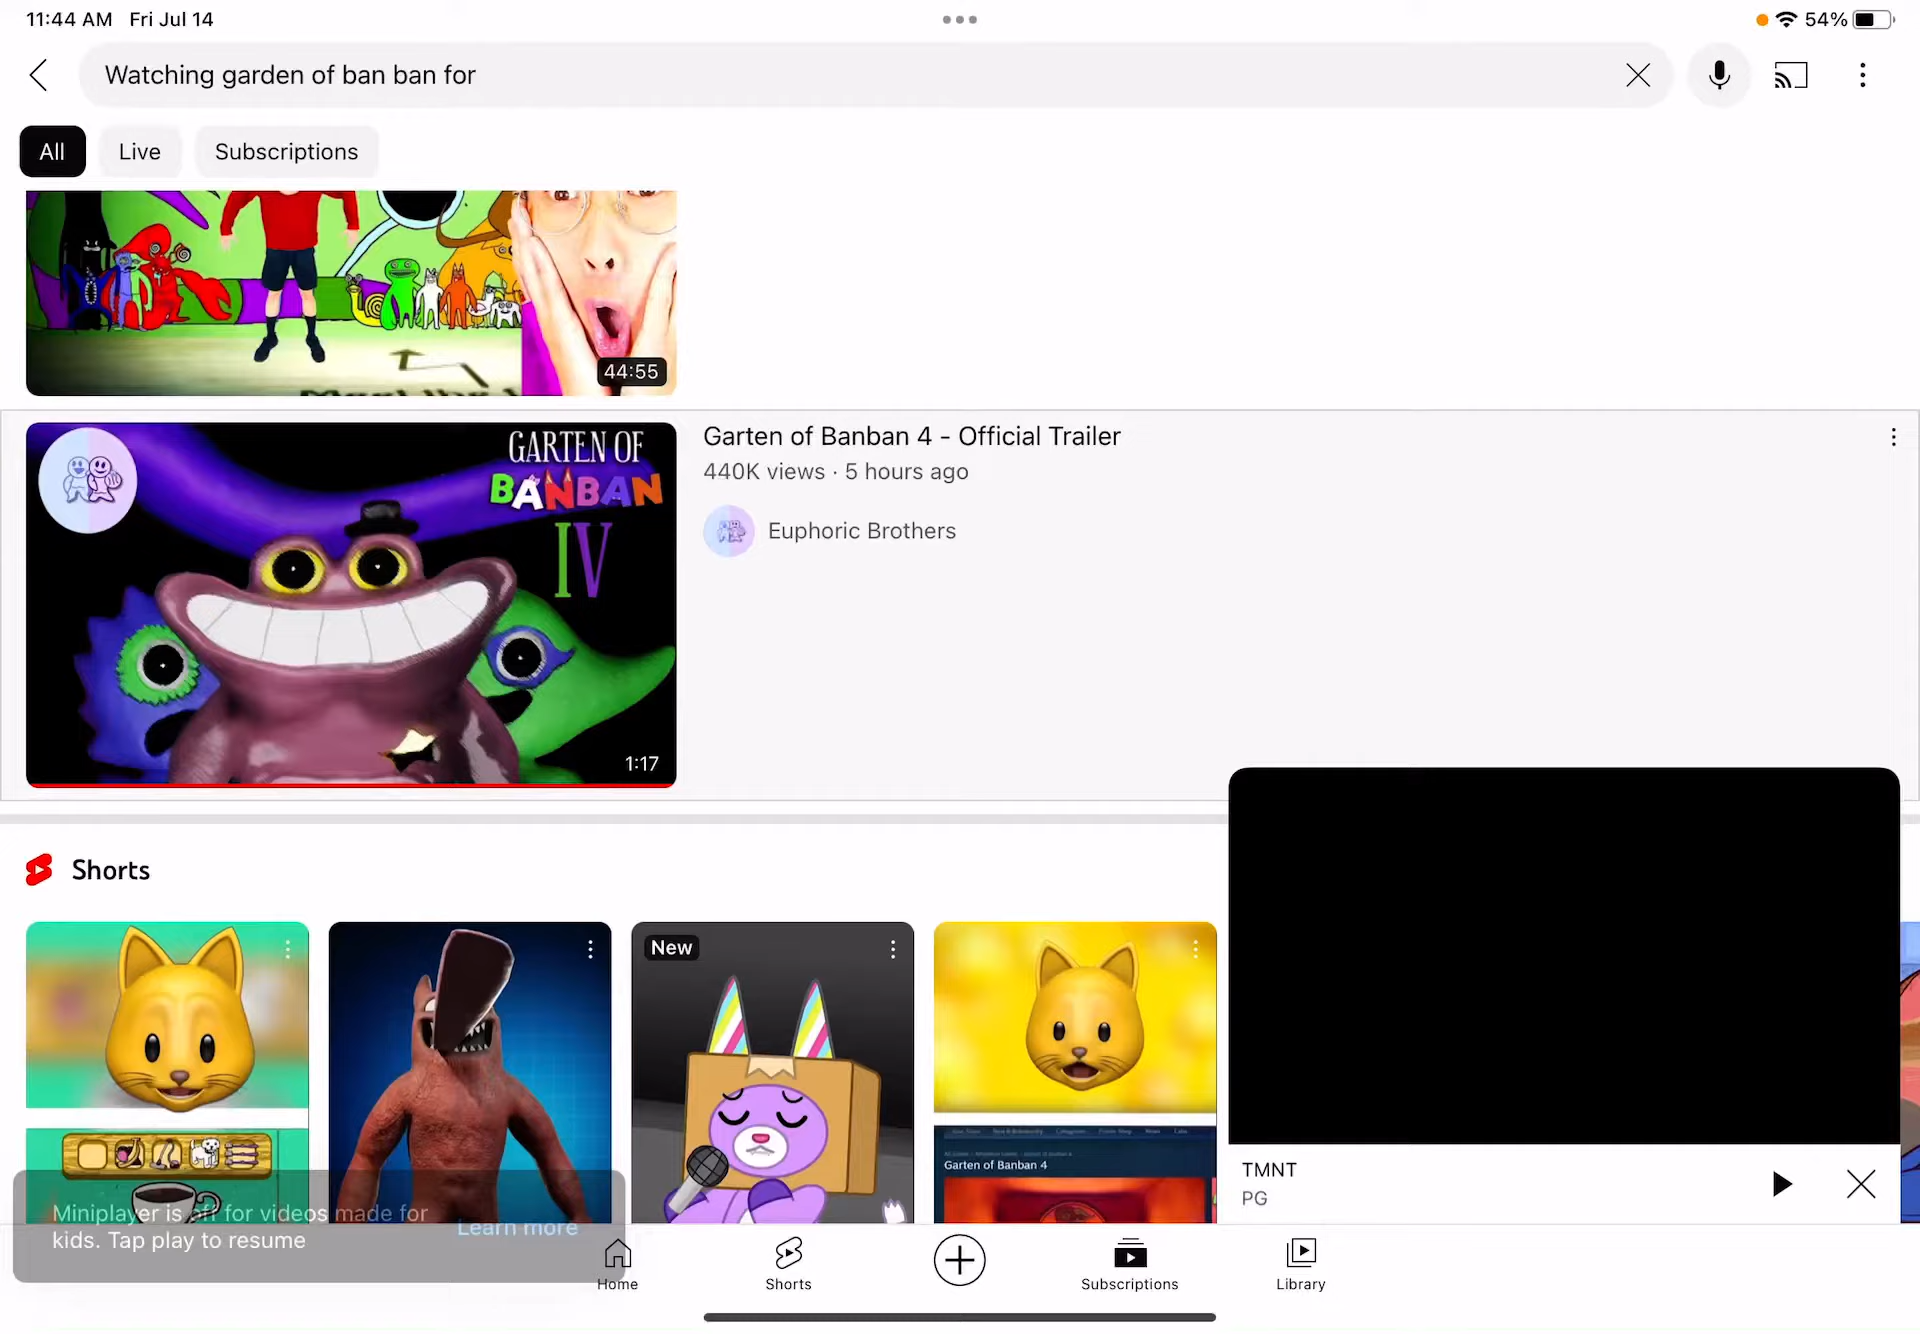 11:44 AM Fri Jul 14
54%
Watching garden of ban ban for
All
Live
Subscriptions
44:55
GARTEN OF
BANBAN
IV
1:17
Garten of Banban 4 - Official Trailer
440K views · 5 hours ago
Euphoric Brothers
Shorts
New
Garten of Banban 4
TMNT
PG
Miniplayer is off for videos made for
kids. Tap play to resume
Learn more
Home
Shorts
Subscriptions
Library